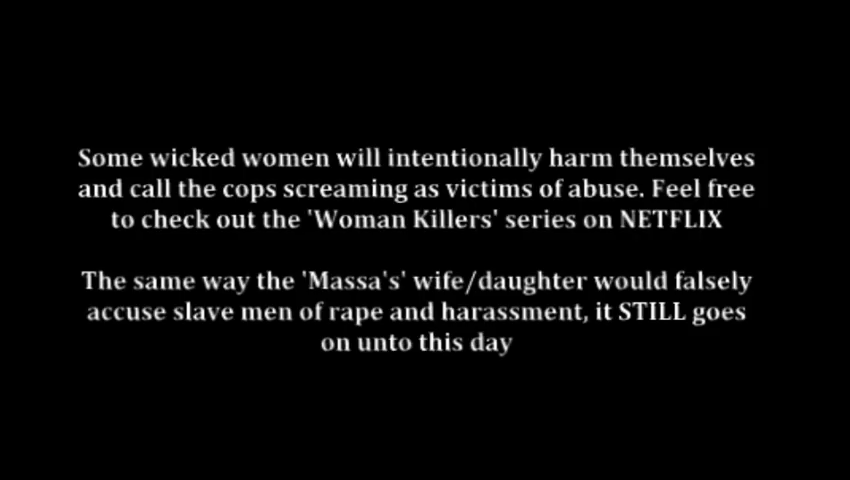 Some wicked women will intentionally harm themselves
and call the cops screaming as victims of abuse. Feel free
to check out the 'Woman Killers' series on NETFLIX
The same way the 'Massa's' wife/daughter would falsely
accuse slave men of rape and harassment, it STILL goes
on unto this day